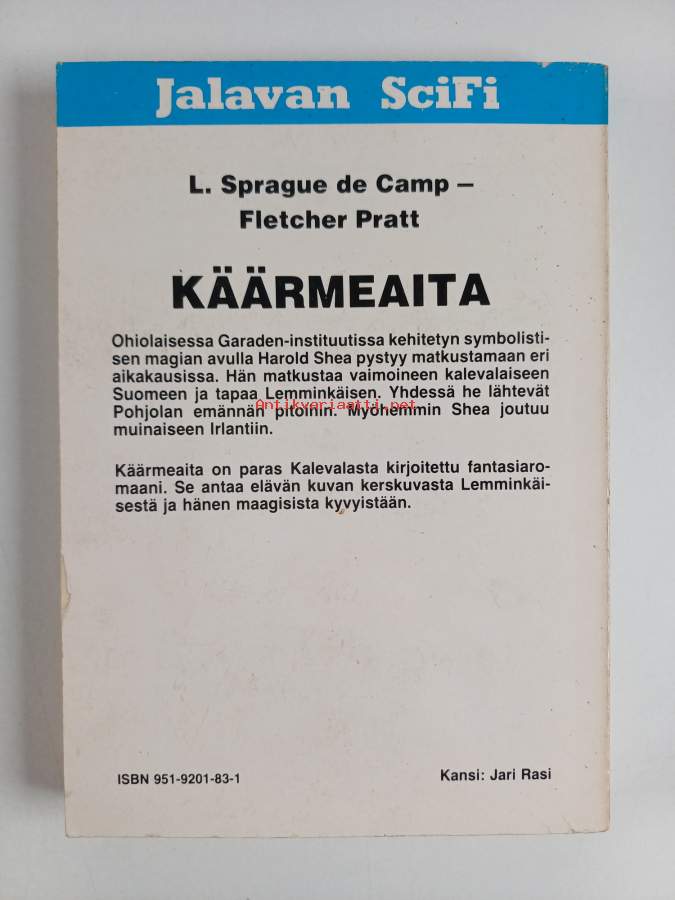 Jalavan SciFi
L. Sprague de Camp –
Fletcher Pratt
KÄÄRMEAITA
Ohiolaisessa Garaden-instituutissa kehitetyn symbolisti-
sen magian avulla Harold Shea pystyy matkustamaan eri
aikakausissa. Hän matkustaa vaimoineen kalevalaiseen
Suomeen ja tapaa Lemminkäisen. Yhdessä he lähtevät
Pohjolan emännän pitoihin. Myöhemmin Shea joutuu
Antikvariaatti.net
muinaiseen Irlantiin.
Käärmeaita on paras Kalevalasta kirjoitettu fantasiaro-
maani. Se antaa elävän kuvan kerskuvasta Lemminkäi-
sestä ja hänen maagisista kyvyistään.
ISBN 951-9201-83-1
Kansi: Jari Rasi